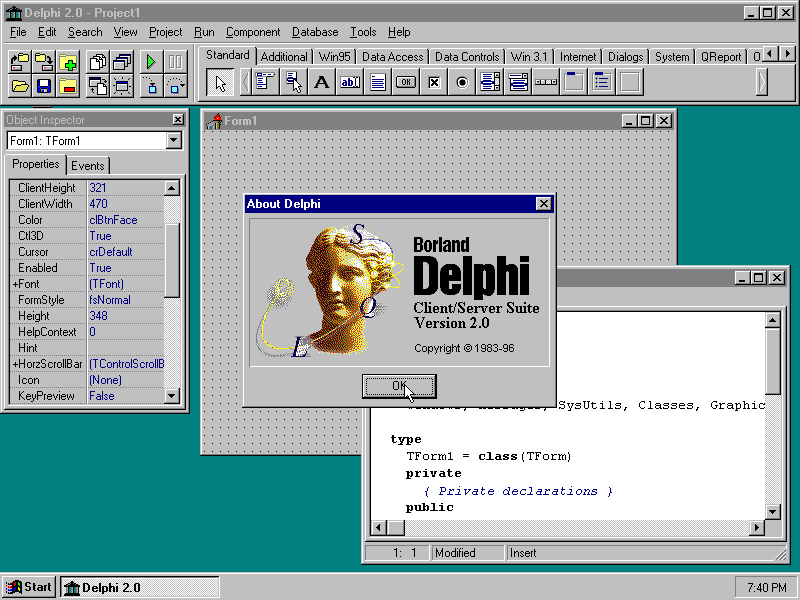 Delphi 2.0 - Project1
File Edit Search View Project Run Component Database Tools Help
Standard Additional Win95 Data Access Data Controls Win 3.1 Internet Dialogs System QReport
A ab OK
Object Inspector
Form1: TForm1
Properties Events
ClientHeight 321
ClientWidth 470
Color clBtnFace
Ctl3D True
Cursor crDefault
Enabled True
+Font (TFont)
FormStyle fsNormal
Height 348
HelpContext 0
Hint
+HorzScrollBar (TControlScrollB
Icon (None)
KeyPreview False
Form1
About Delphi
S
Q
L
Borland
Delphi
Client/Server Suite
Version 2.0
Copyright © 1983-96
OK
SysUtils, Classes, Graphic
type
TForm1 = class(TForm)
private
{ Private declarations }
public
1: 1 Modified Insert
Start Delphi 2.0 7:40 PM